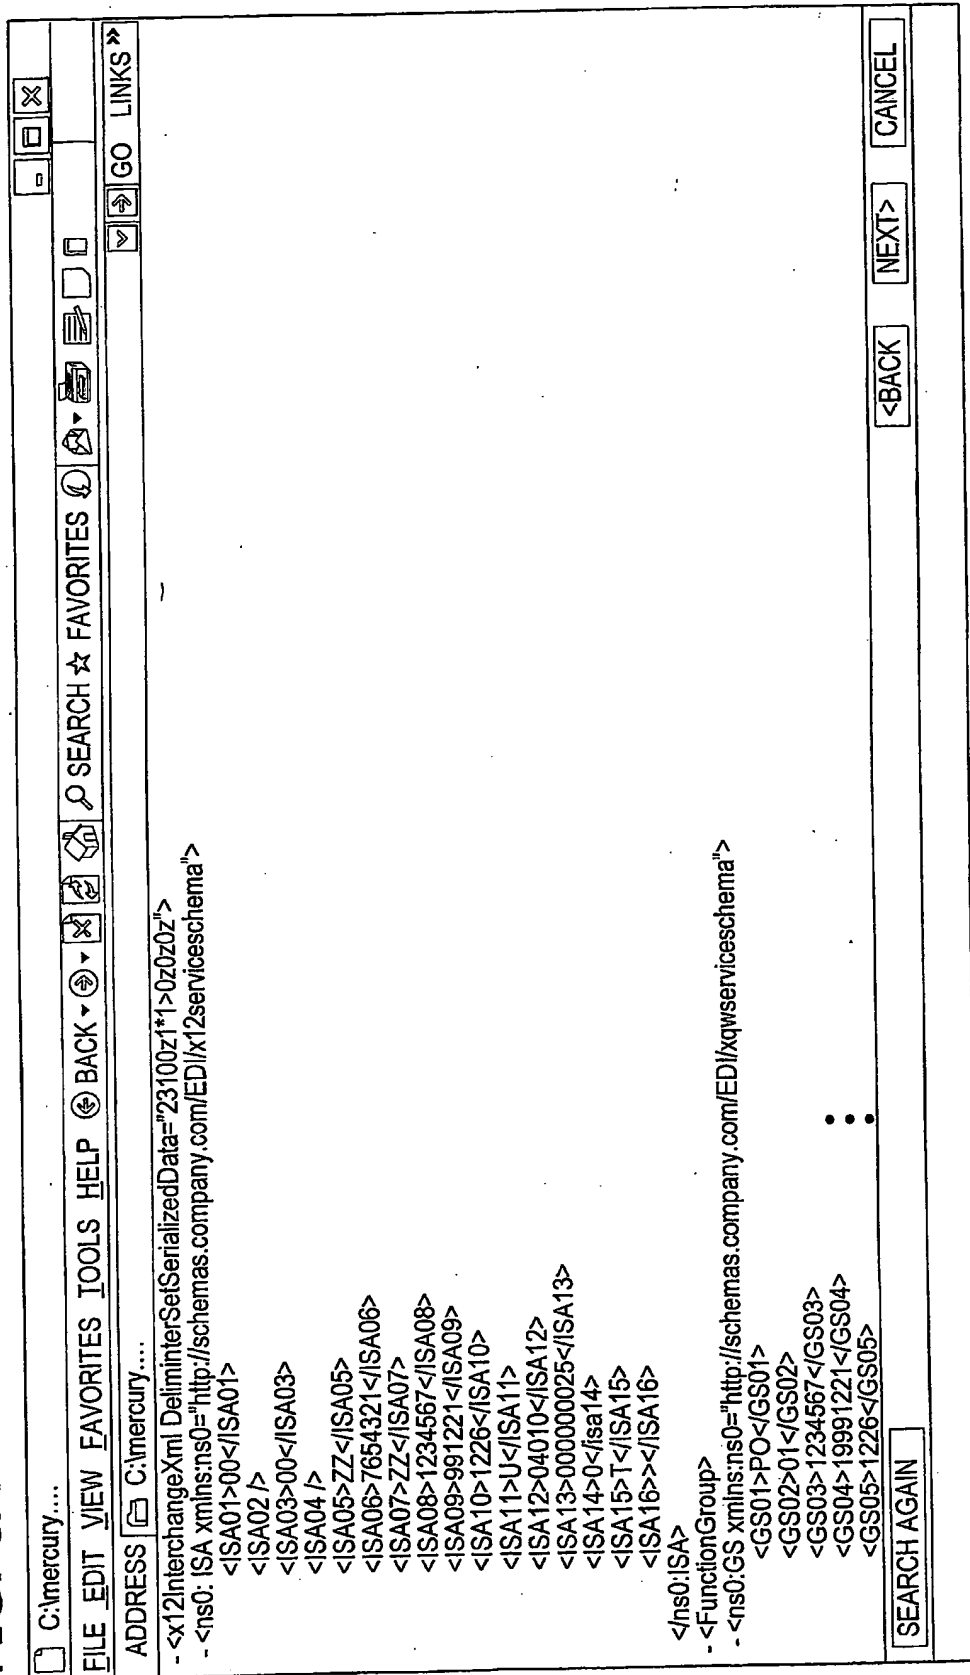 C:\mercury....
FILE EDIT VIEW FAVORITES TOOLS HELP BACK SEARCH FAVORITES
ADDRESS C:\mercury.... GO LINKS »
- <x12InterchangeXml DeliminterSetSerializedData="23100z1*1>0z0z0z">
- <ns0: ISA xmlns:ns0="http://schemas.company.com/EDI/x12serviceschema">
<ISA01>00</ISA01>
<ISA02 />
<ISA03>00</ISA03>
<ISA04 />
<ISA05>ZZ</ISA05>
<ISA06>7654321</ISA06>
<ISA07>ZZ</ISA07>
<ISA08>1234567</ISA08>
<ISA09>991221</ISA09>
<ISA10>1226</ISA10>
<ISA11>U</ISA11>
<ISA12>04010</ISA12>
<ISA13>000000025</ISA13>
<ISA14>0</isa14>
<ISA15>T</ISA15>
<ISA16>></ISA16>
</ns0:ISA>
- <FunctionGroup>
- <ns0:GS xmlns:ns0="http://schemas.company.com/EDI/xqwserviceschema">
<GS01>PO</GS01>
<GS02>01</GS02>
<GS03>1234567</GS03>
<GS04>19991221</GS04>
<GS05>1226</GS05>
SEARCH AGAIN <BACK NEXT> CANCEL